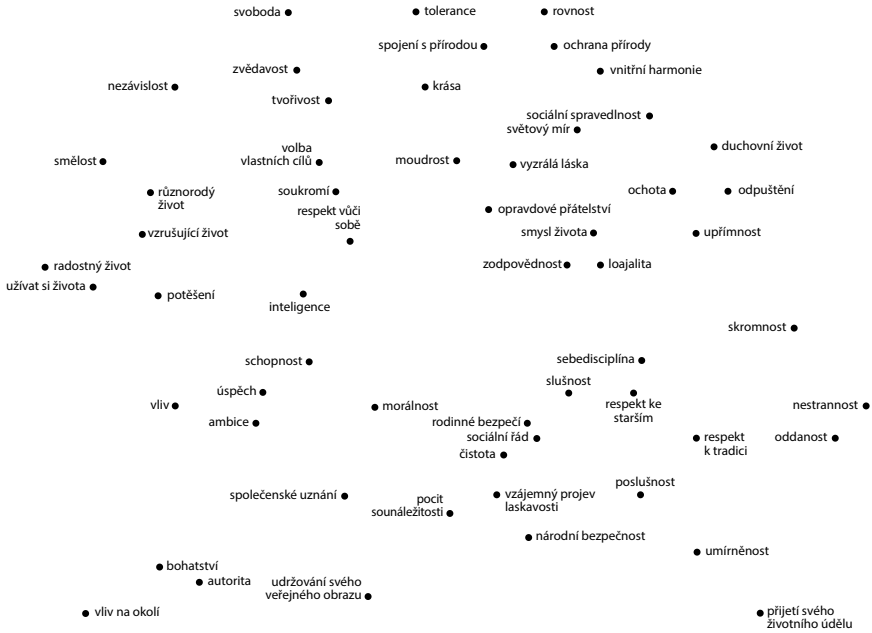 svoboda
tolerance
rovnost
spojení s přírodou
ochrana přírody
zvědavost
vnitřní harmonie
nezávislost
krása
tvořivost
sociální spravedlnost
světový mír
volba
vlastních cílů
duchovní život
smělost
moudrost
vyzrálá láska
různorodý
život
soukromí
ochota
odpuštění
respekt vůči
sobě
opravdové přátelství
vzrušující život
smysl života
upřímnost
radostný život
zodpovědnost
loajalita
užívat si života
potěšení
inteligence
skromnost
schopnost
sebedisciplína
slušnost
úspěch
vliv
morálnost
respekt ke
starším
nestrannost
ambice
rodinné bezpečí
sociální řád
respekt
k tradici
oddanost
čistota
poslušnost
společenské uznání
pocit
sounáležitosti
vzájemný projev
laskavosti
národní bezpečnost
umírněnost
bohatství
autorita
udržování svého
veřejného obrazu
vliv na okolí
přijetí svého
životního údělu